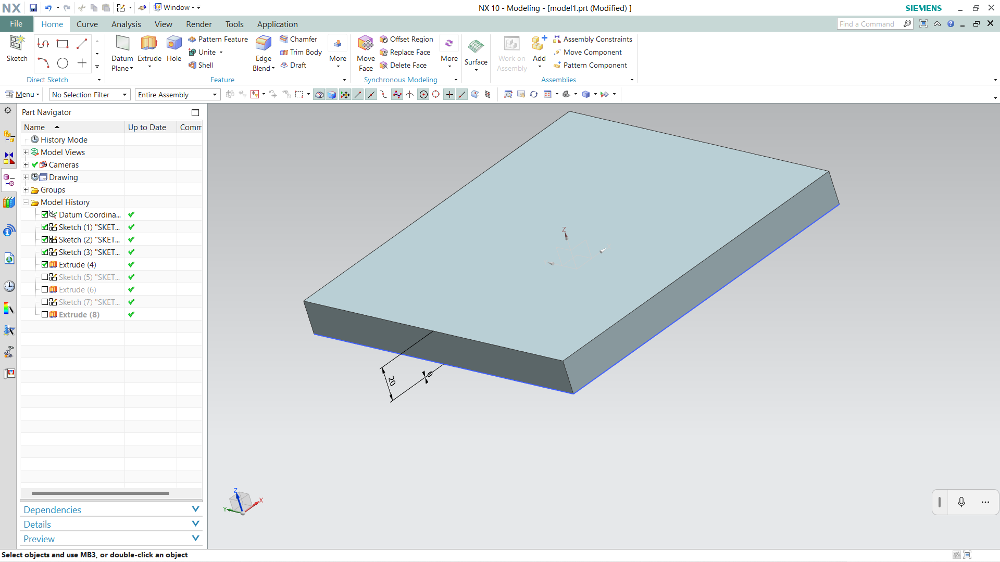 NX
Window
NX 10 - Modeling - [model1.prt (Modified) ]
SIEMENS
File
Home
Curve
Analysis
View
Render
Tools
Application
Find a Command
Sketch
Direct Sketch
Datum Plane
Extrude
Hole
Pattern Feature
Unite
Shell
Edge Blend
Chamfer
Trim Body
Draft
More
Feature
Move Face
Offset Region
Replace Face
Delete Face
More
Synchronous Modeling
Surface
Work on Assembly
Add
Assembly Constraints
Move Component
Pattern Component
Assemblies
Menu
No Selection Filter
Entire Assembly
Part Navigator
Name
Up to Date
Comm
History Mode
Model Views
Cameras
Drawing
Groups
Model History
Datum Coordina...
Sketch (1) "SKET...
Sketch (2) "SKET...
Sketch (3) "SKET...
Extrude (4)
Sketch (5) "SKET...
Extrude (6)
Sketch (7) "SKET...
Extrude (8)
Dependencies
Details
Preview
Z
20
0
Z
Y
X
Select objects and use MB3, or double-click an object